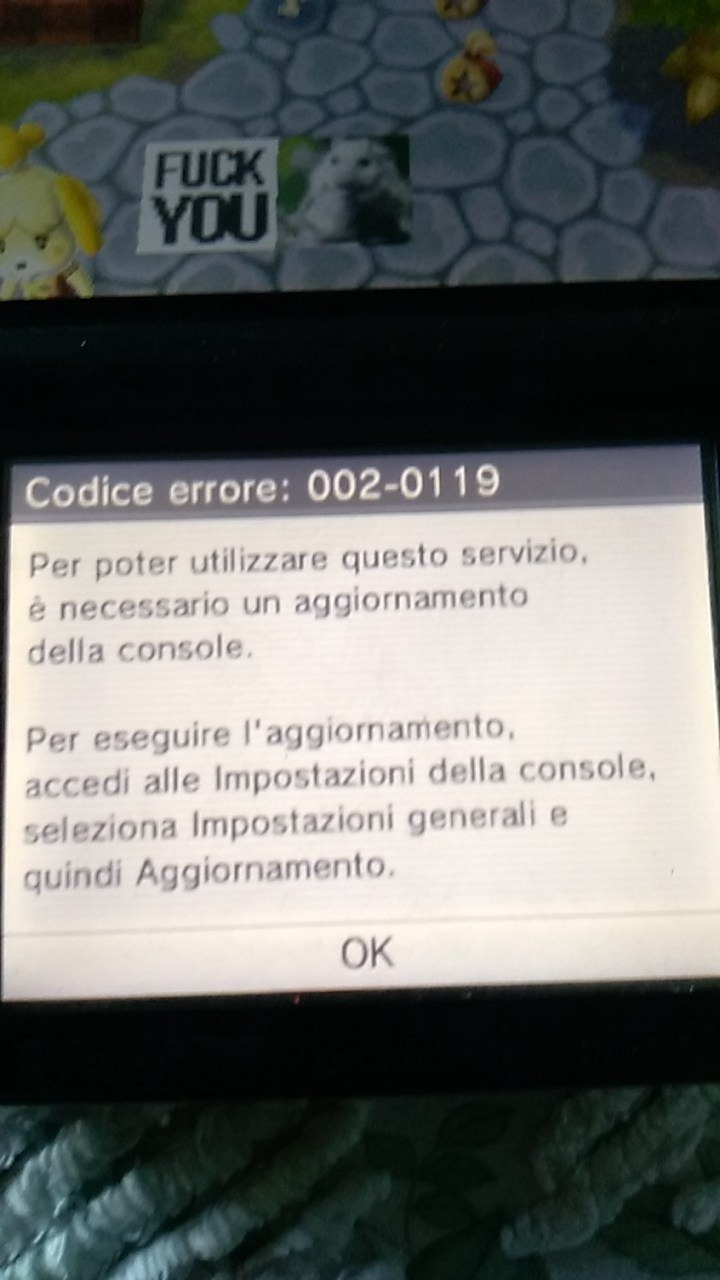 FUCK
YOU
Codice errore: 002-0119
Per poter utilizzare questo servizio,
è necessario un aggiornamento
della console.
Per eseguire l'aggiornamento,
accedi alle Impostazioni della console,
seleziona Impostazioni generali e
quindi Aggiornamento.
OK